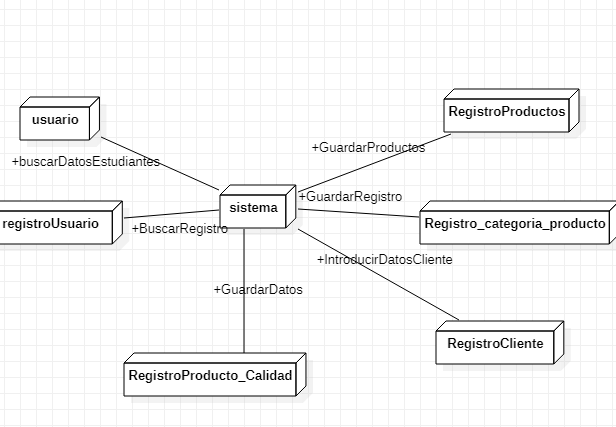 RegistroProductos
usuario
+GuardarProductos
+buscarDatosEstudiantes
+GuardarRegistro
sistema
registroUsuario
Registro_categoria_producto
+BuscarRegistro
+IntroducirDatosCliente
+GuardarDatos
RegistroCliente
RegistroProducto_Calidad